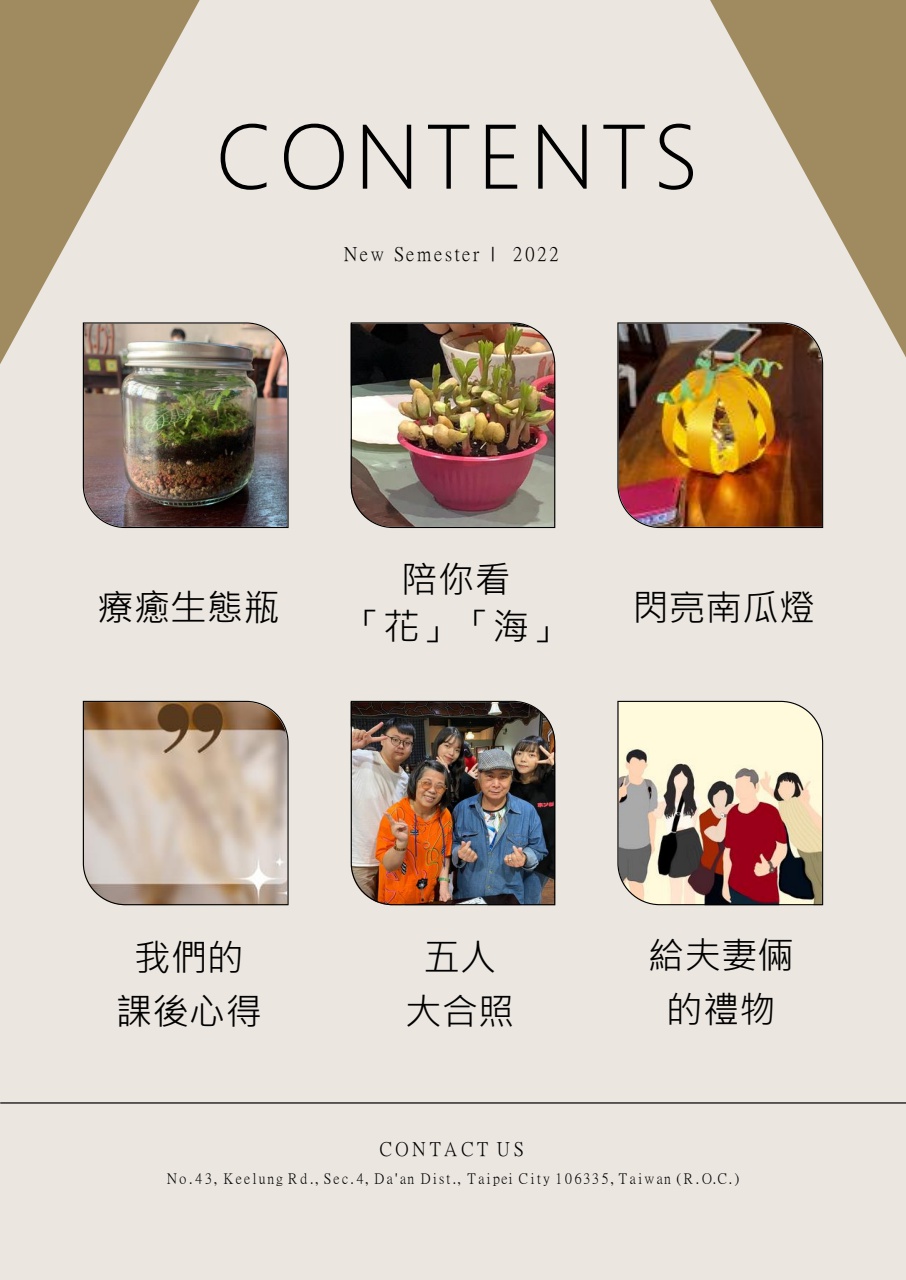 CONTENTS
New Semester | 2022
療癒生態瓶
陪你看
「花」「海」
閃亮南瓜燈
我們的
課後心得
五人
大合照
給夫妻倆
的禮物
CONTACT US
No.43, Keelung Rd., Sec.4, Da'an Dist., Taipei City 106335, Taiwan (R.O.C.)